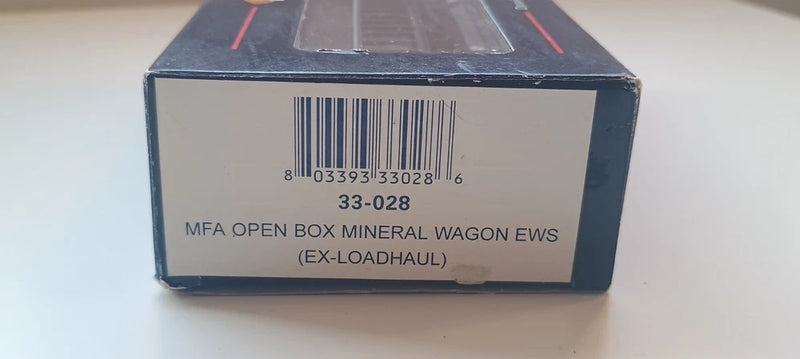 8 03393 33028 6
33-028
MFA OPEN BOX MINERAL WAGON EWS
(EX-LOADHAUL)